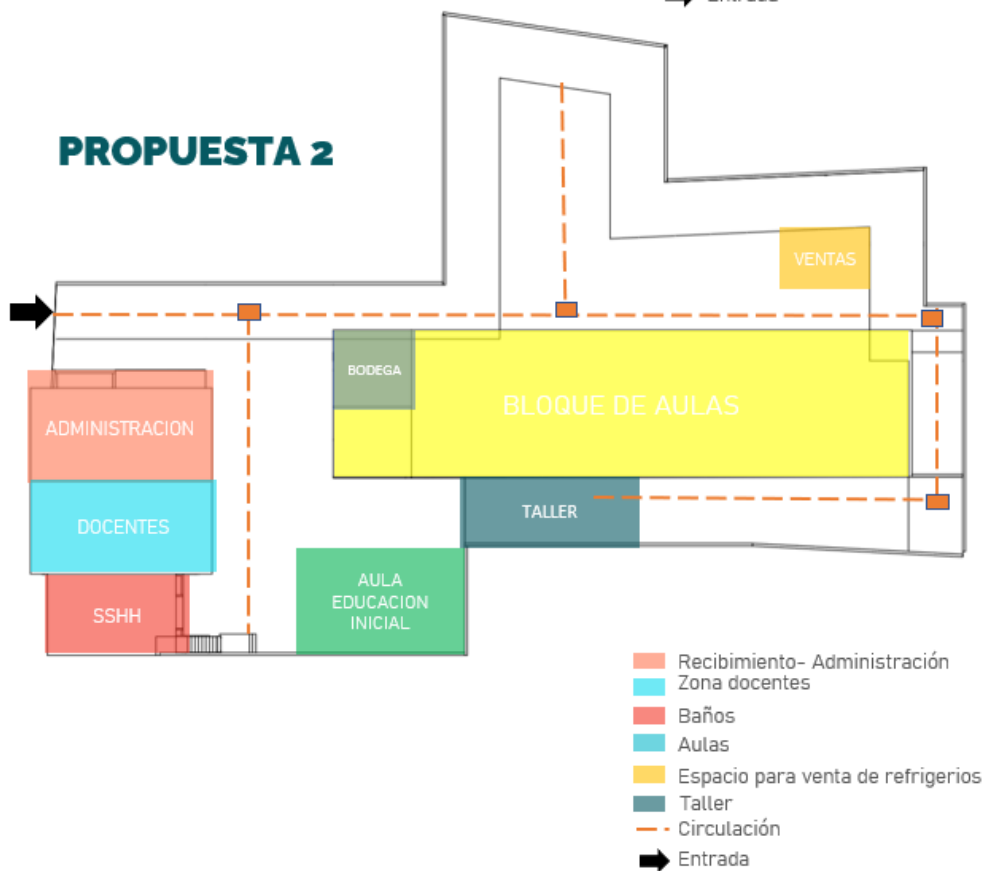 Entrada
PROPUESTA 2
VENTAS
BODEGA
BLOQUE DE AULAS
ADMINISTRACION
DOCENTES
TALLER
AULA
EDUCACION
INICIAL
SSHH
Recibimiento- Administración
Zona docentes
Baños
Aulas
Espacio para venta de refrigerios
Taller
Circulación
Entrada